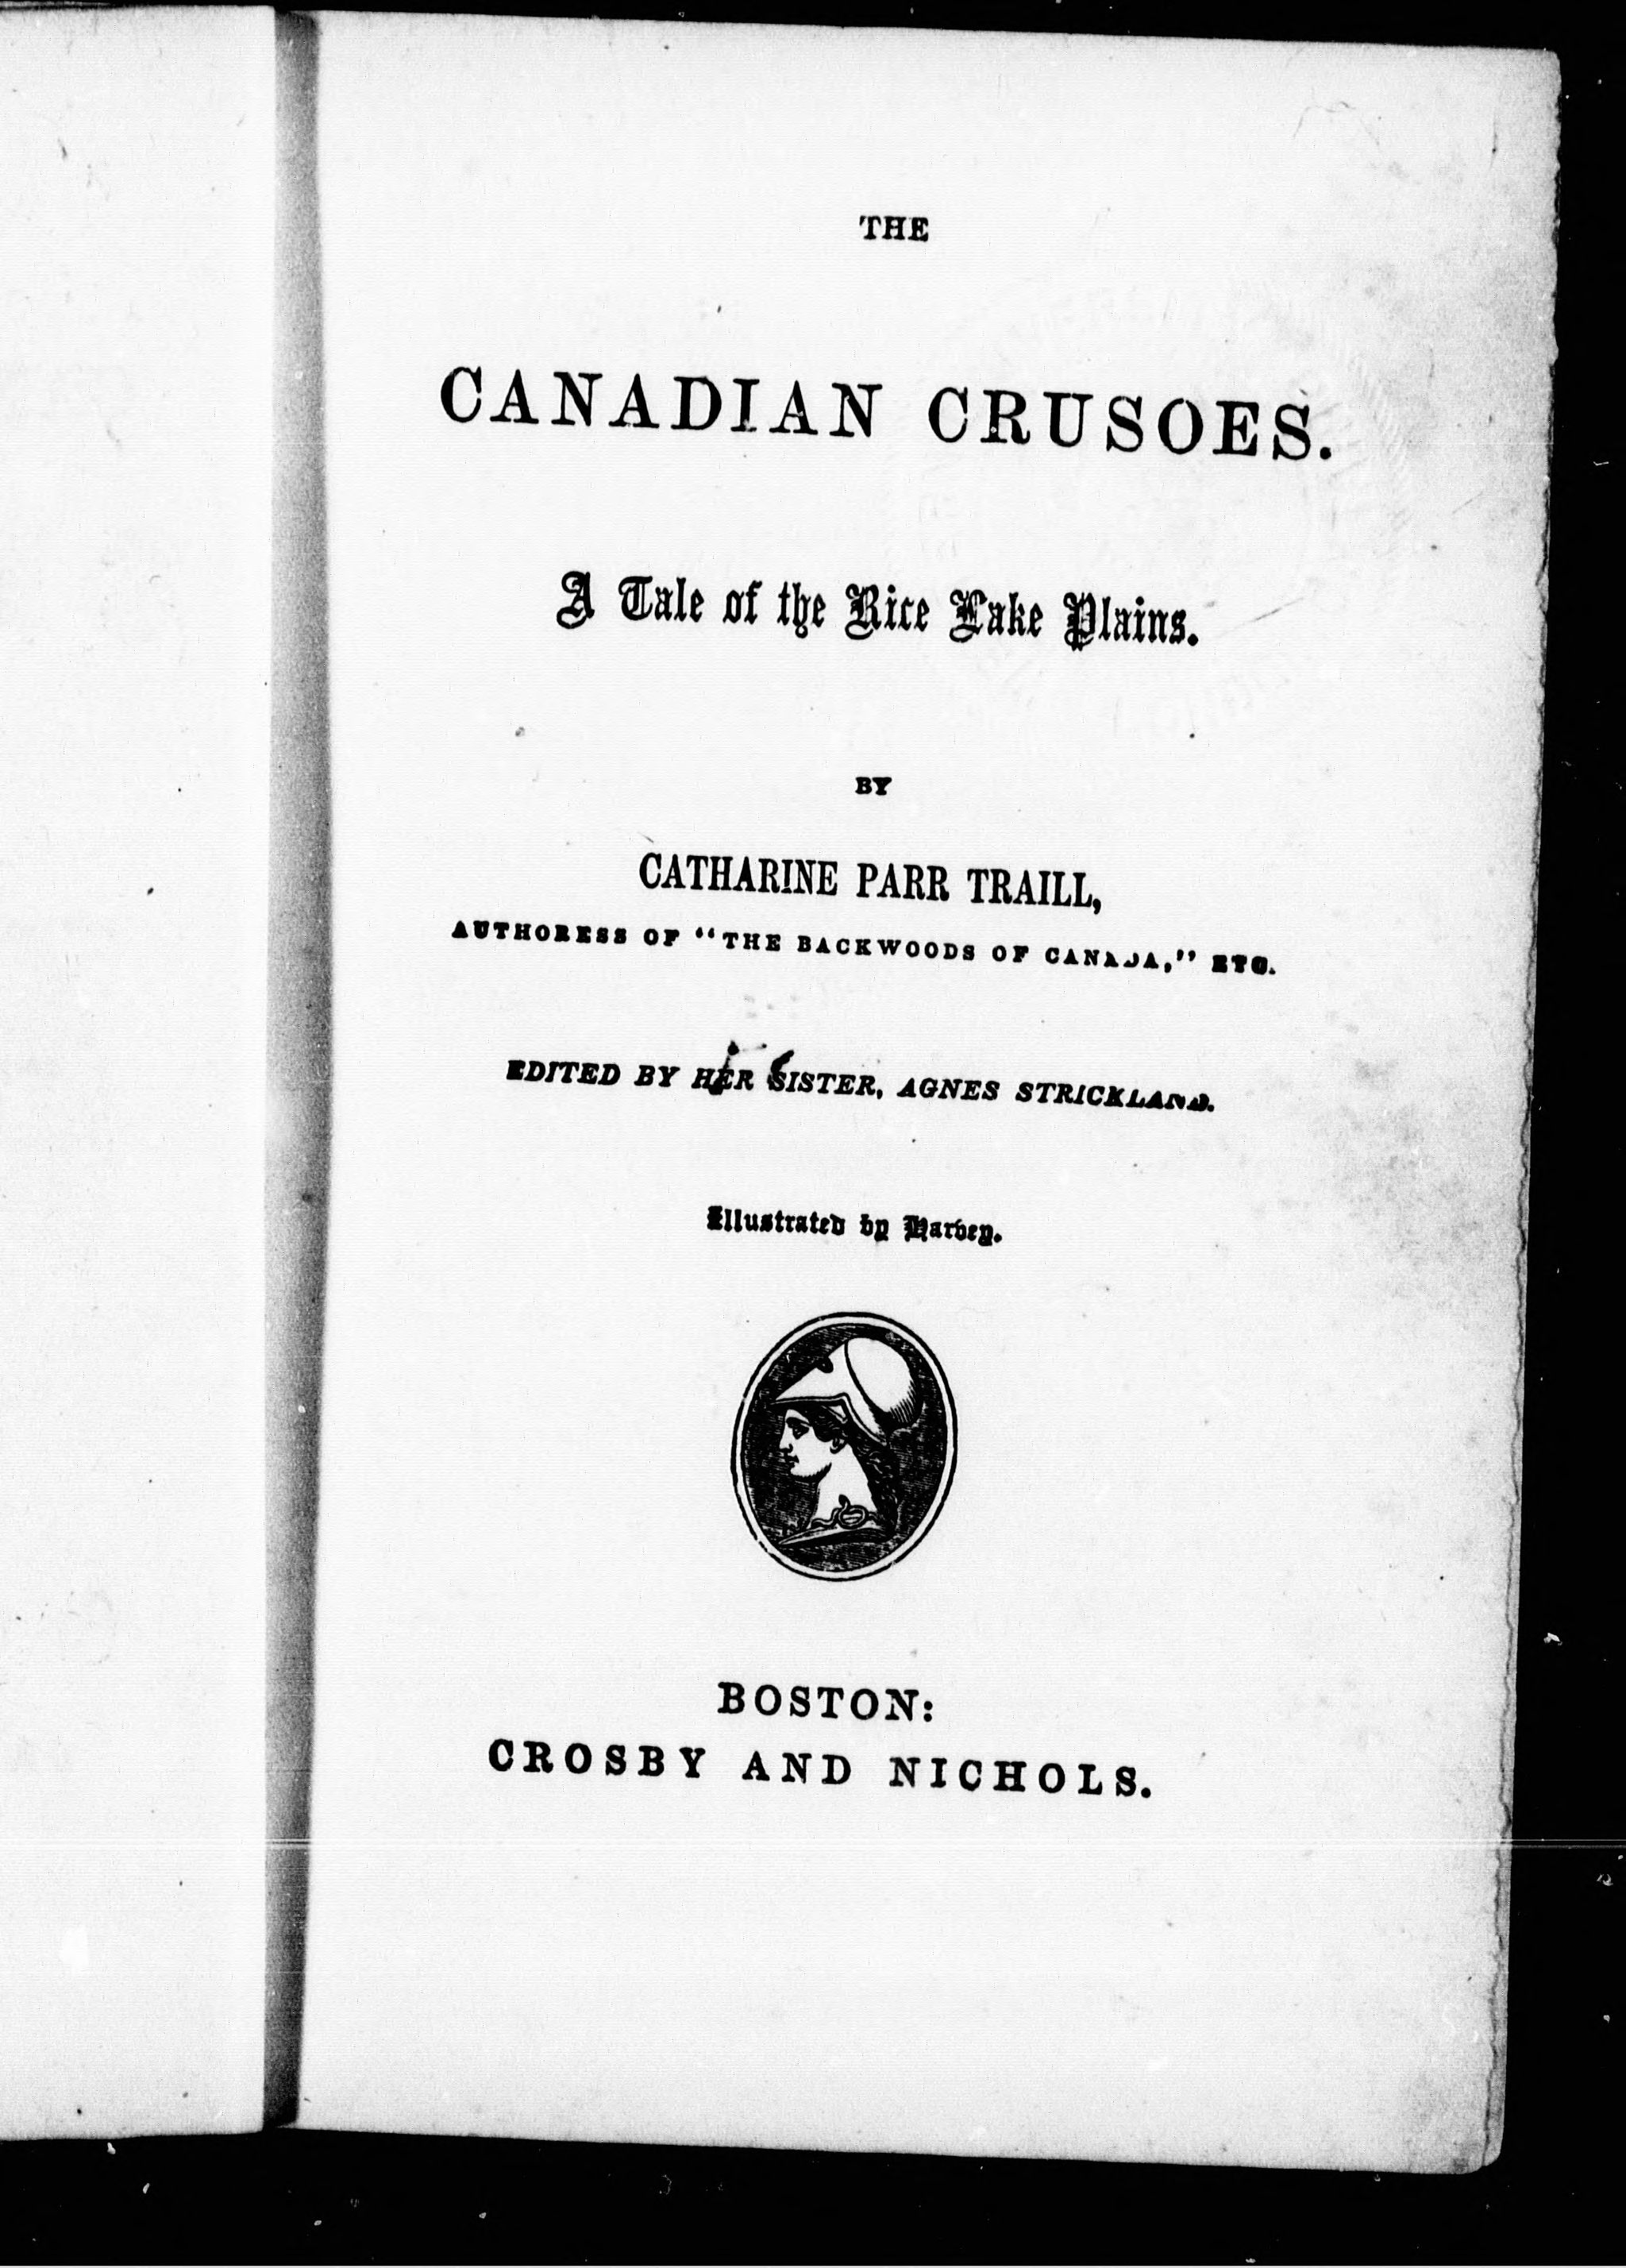 THE
CANADIAN CRUSOES.
A Tale of the Rice Lake Plains.
BY
CATHARINE PARR TRAILL,
AUTHORESS OF “THE BACKWOODS OF CANADA,” ETC.
EDITED BY HER SISTER, AGNES STRICKLAND.
Illustrated by Harvey.
BOSTON:
CROSBY AND NICHOLS.